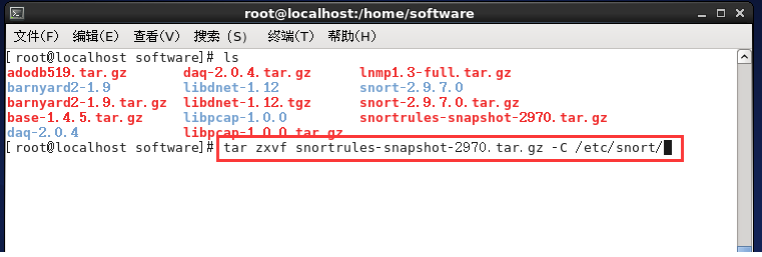 root@localhost:/home/software
文件(F) 编辑(E) 查看(V) 搜索 (S) 终端(T) 帮助(H)
[root@localhost software]# ls
adodb519.tar.gz daq-2.0.4.tar.gz lnmp1.3-full.tar.gz
barnyard2-1.9 libdnet-1.12 snort-2.9.7.0
barnyard2-1.9.tar.gz libdnet-1.12.tgz snort-2.9.7.0.tar.gz
base-1.4.5.tar.gz libpcap-1.0.0 snortrules-snapshot-2970.tar.gz
daq-2.0.4 libpcap-1.0.0.tar.gz
[root@localhost software]# tar zxvf snortrules-snapshot-2970.tar.gz -C /etc/snort/